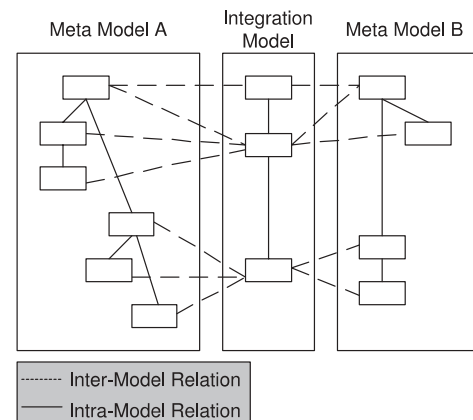 Meta Model A
Integration
Model
Meta Model B
Inter-Model Relation
Intra-Model Relation